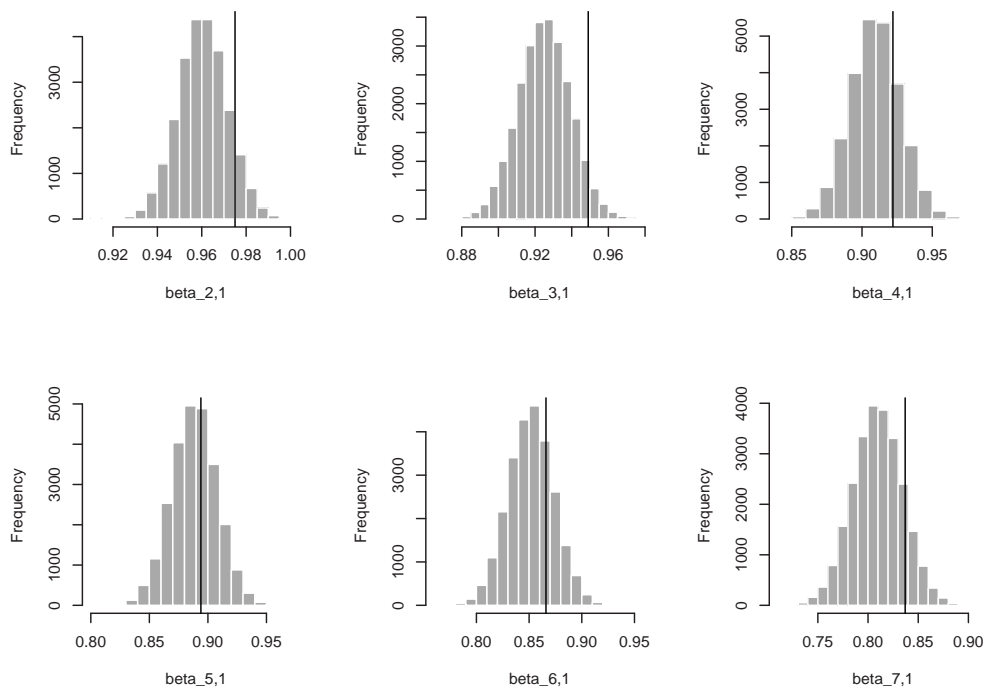 Frequency
0 1000 3000
0.92 0.94 0.96 0.98 1.00
beta_2,1
Frequency
0 1000 2000 3000
0.88 0.92 0.96
beta_3,1
Frequency
0 1000 3000 5000
0.85 0.90 0.95
beta_4,1
Frequency
0 1000 3000 5000
0.80 0.85 0.90 0.95
beta_5,1
Frequency
0 1000 3000
0.80 0.85 0.90 0.95
beta_6,1
Frequency
0 1000 2000 3000 4000
0.75 0.80 0.85 0.90
beta_7,1